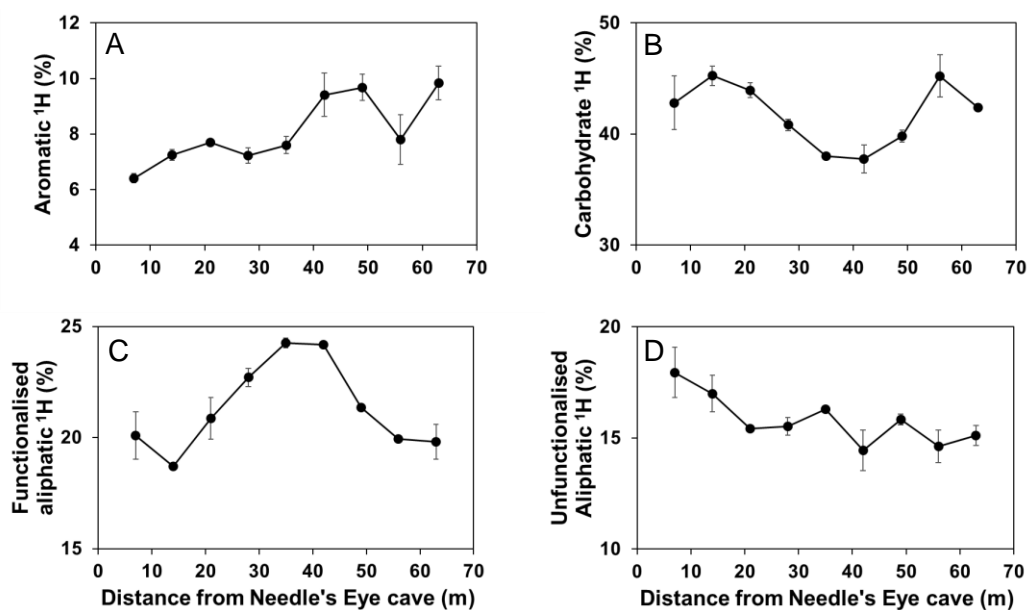 A
Aromatic ¹H (%)
12
10
8
6
4
0 10 20 30 40 50 60 70
B
Carbohydrate ¹H (%)
50
40
30
0 10 20 30 40 50 60 70
C
Functionalised
aliphatic ¹H (%)
25
20
15
0 10 20 30 40 50 60 70
Distance from Needle's Eye cave (m)
D
Unfunctionalised
Aliphatic ¹H (%)
20
15
10
0 10 20 30 40 50 60 70
Distance from Needle's Eye cave (m)